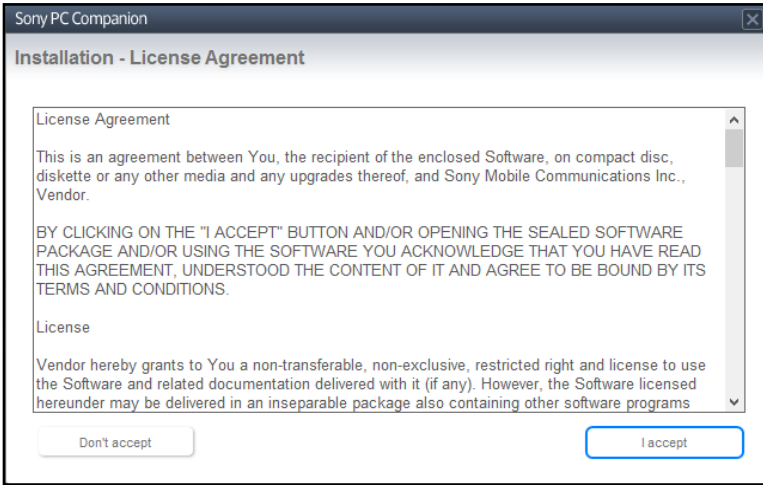 Sony PC Companion
Installation - License Agreement
License Agreement
This is an agreement between You, the recipient of the enclosed Software, on compact disc,
diskette or any other media and any upgrades thereof, and Sony Mobile Communications Inc.,
Vendor.
BY CLICKING ON THE "I ACCEPT" BUTTON AND/OR OPENING THE SEALED SOFTWARE
PACKAGE AND/OR USING THE SOFTWARE YOU ACKNOWLEDGE THAT YOU HAVE READ
THIS AGREEMENT, UNDERSTOOD THE CONTENT OF IT AND AGREE TO BE BOUND BY ITS
TERMS AND CONDITIONS.
License
Vendor hereby grants to You a non-transferable, non-exclusive, restricted right and license to use
the Software and related documentation delivered with it (if any). However, the Software licensed
hereunder may be delivered in an inseparable package also containing other software programs
Don't accept
I accept